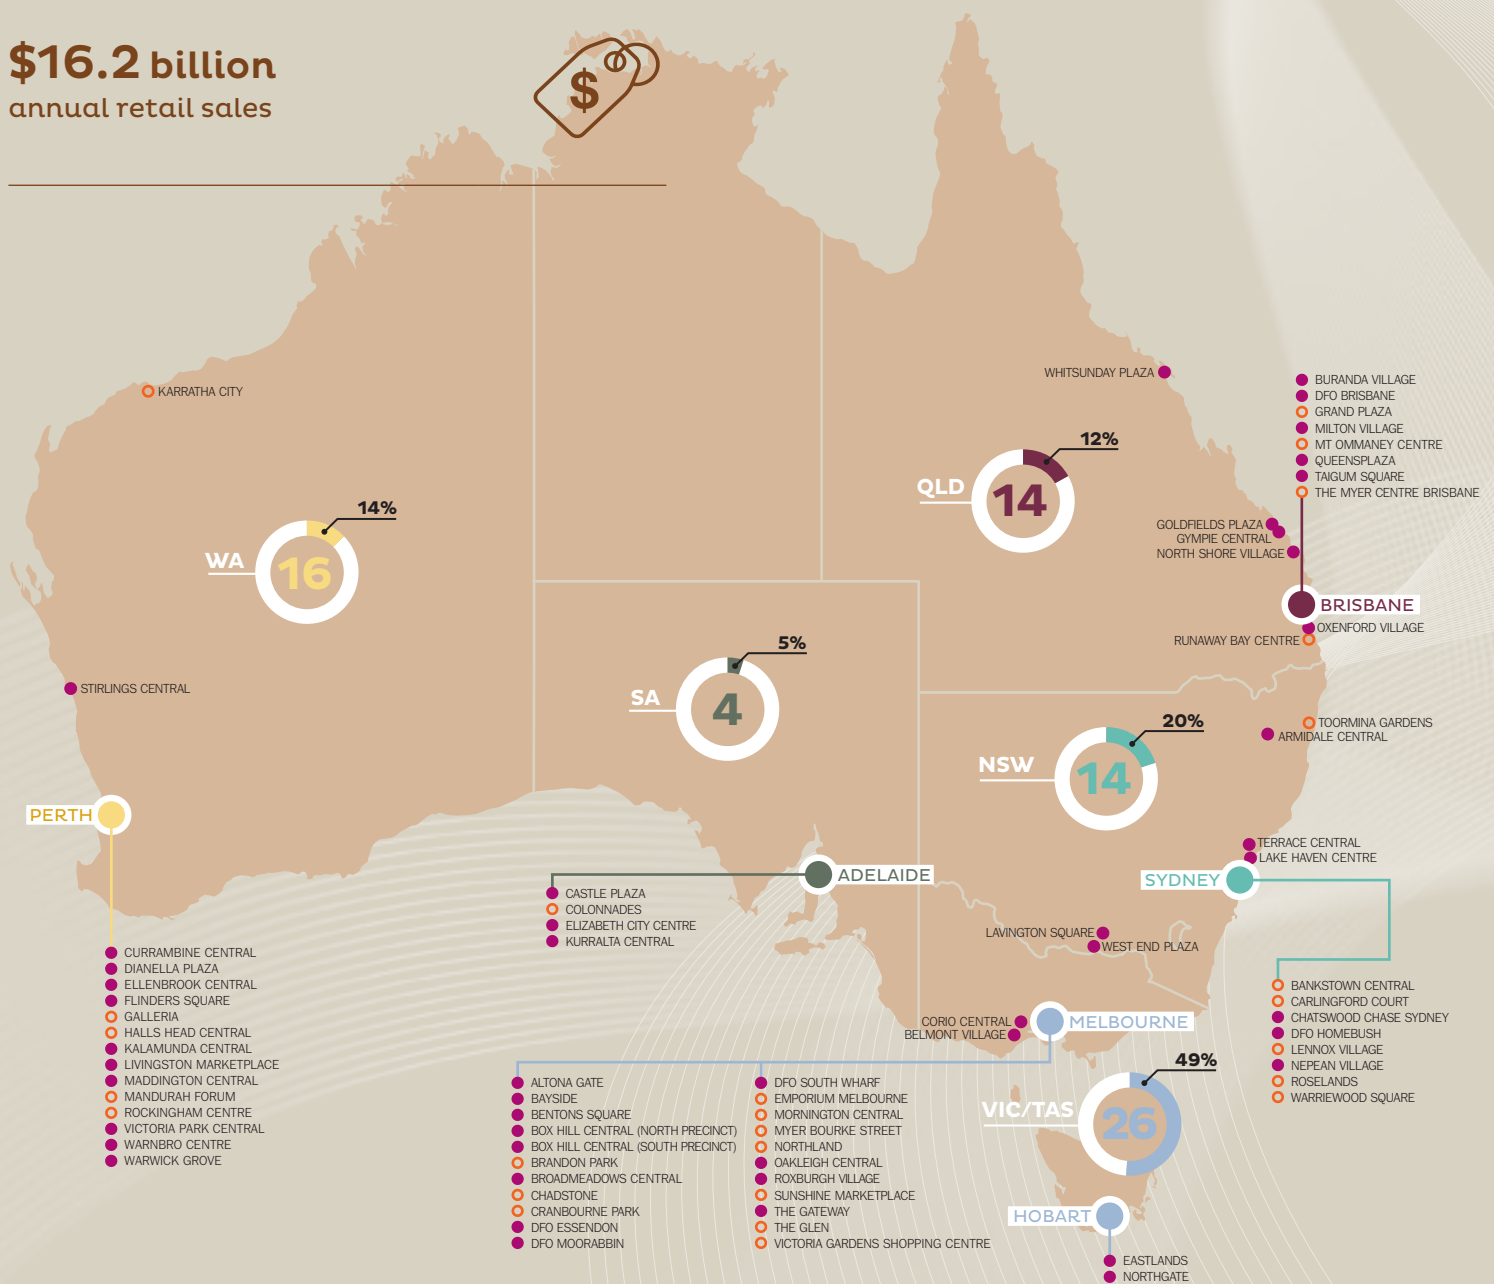 $16.2 billion
annual retail sales
$
KARRATHA CITY
WA
14%
16
STIRLINGS CENTRAL
PERTH
CURRAMBINE CENTRAL
DIANELLA PLAZA
ELLENBROOK CENTRAL
FLINDERS SQUARE
GALLERIA
HALLS HEAD CENTRAL
KALAMUNDA CENTRAL
LIVINGSTON MARKETPLACE
MADDINGTON CENTRAL
MANDURAH FORUM
ROCKINGHAM CENTRE
VICTORIA PARK CENTRAL
WARNBRO CENTRE
WARWICK GROVE
SA
5%
4
ADELAIDE
CASTLE PLAZA
COLONNADES
ELIZABETH CITY CENTRE
KURRALTA CENTRAL
WHITSUNDAY PLAZA
QLD
12%
14
BURANDA VILLAGE
DFO BRISBANE
GRAND PLAZA
MILTON VILLAGE
MT OMMANEY CENTRE
QUEENSPLAZA
TAIGUM SQUARE
THE MYER CENTRE BRISBANE
GOLDFIELDS PLAZA
GYMPIE CENTRAL
NORTH SHORE VILLAGE
BRISBANE
OXENFORD VILLAGE
RUNAWAY BAY CENTRE
NSW
20%
14
TOORMINA GARDENS
ARMIDALE CENTRAL
TERRACE CENTRAL
LAKE HAVEN CENTRE
SYDNEY
LAVINGTON SQUARE
WEST END PLAZA
BANKSTOWN CENTRAL
CARLINGFORD COURT
CHATSWOOD CHASE SYDNEY
DFO HOMEBUSH
LENNOX VILLAGE
NEPEAN VILLAGE
ROSELANDS
WARRIEWOOD SQUARE
CORIO CENTRAL
BELMONT VILLAGE
MELBOURNE
ALTONA GATE
BAYSIDE
BENTONS SQUARE
BOX HILL CENTRAL (NORTH PRECINCT)
BOX HILL CENTRAL (SOUTH PRECINCT)
BRANDON PARK
BROADMEADOWS CENTRAL
CHADSTONE
CRANBOURNE PARK
DFO ESSENDON
DFO MOORABBIN
DFO SOUTH WHARF
EMPORIUM MELBOURNE
MORNINGTON CENTRAL
MYER BOURKE STREET
NORTHLAND
OAKLEIGH CENTRAL
ROXBURGH VILLAGE
SUNSHINE MARKETPLACE
THE GATEWAY
THE GLEN
VICTORIA GARDENS SHOPPING CENTRE
VIC/TAS
49%
26
HOBART
EASTLANDS
NORTHGATE